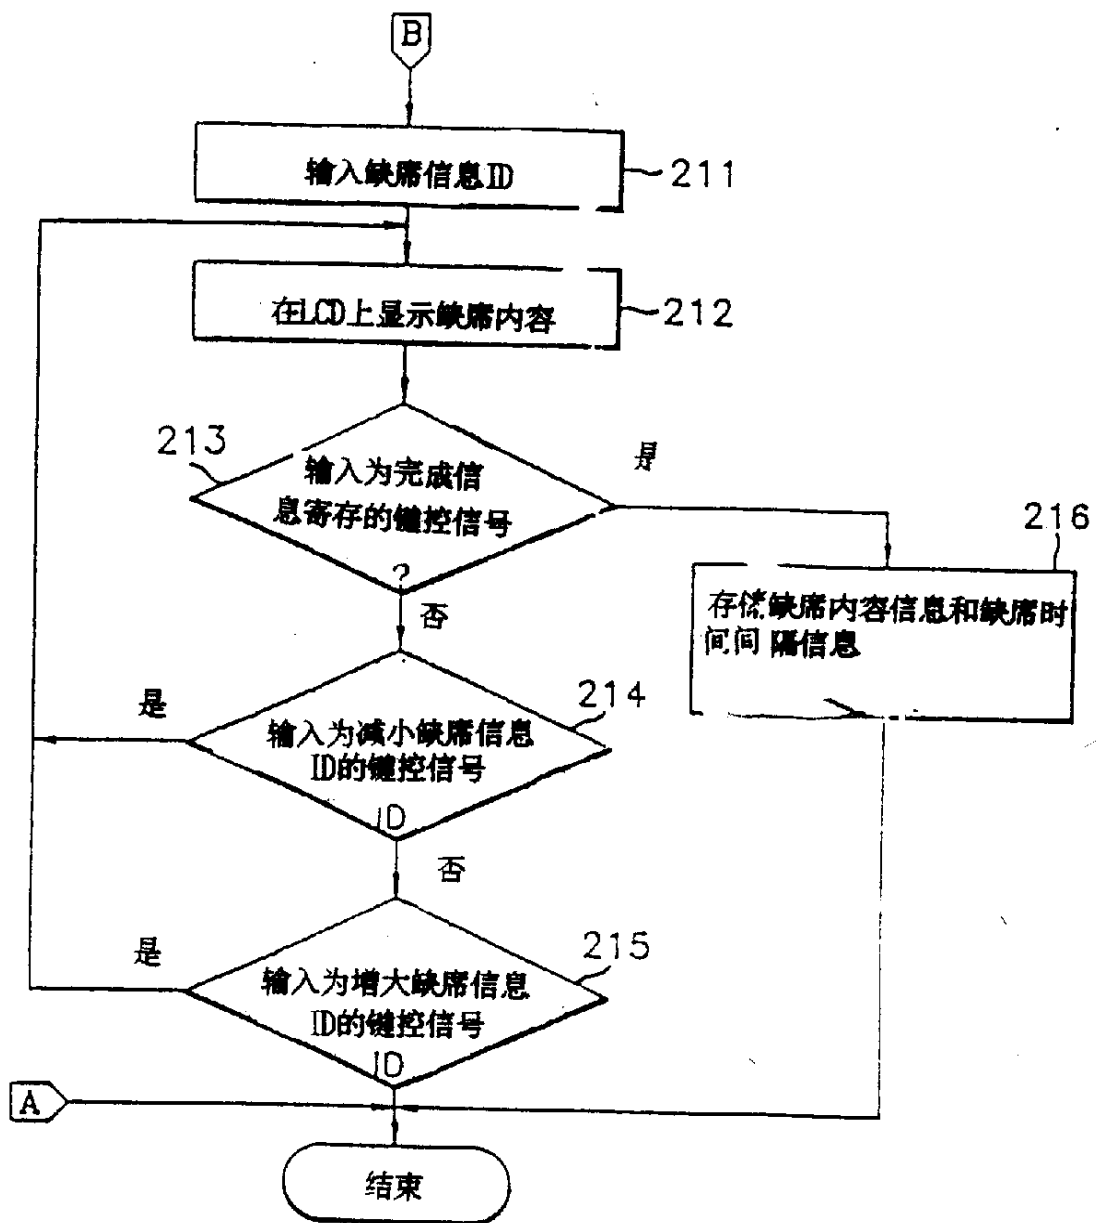 B
输入缺席信息ID
211
在LCD上显示缺席内容
212
213
输入为完成信
息寄存的键控信号
?
是
否
216
存储缺席内容信息和缺席时
间间隔信息
214
是
输入为减小缺席信息
ID的键控信号
ID
否
215
是
输入为增大缺席信息
ID的键控信号
ID
A
结束